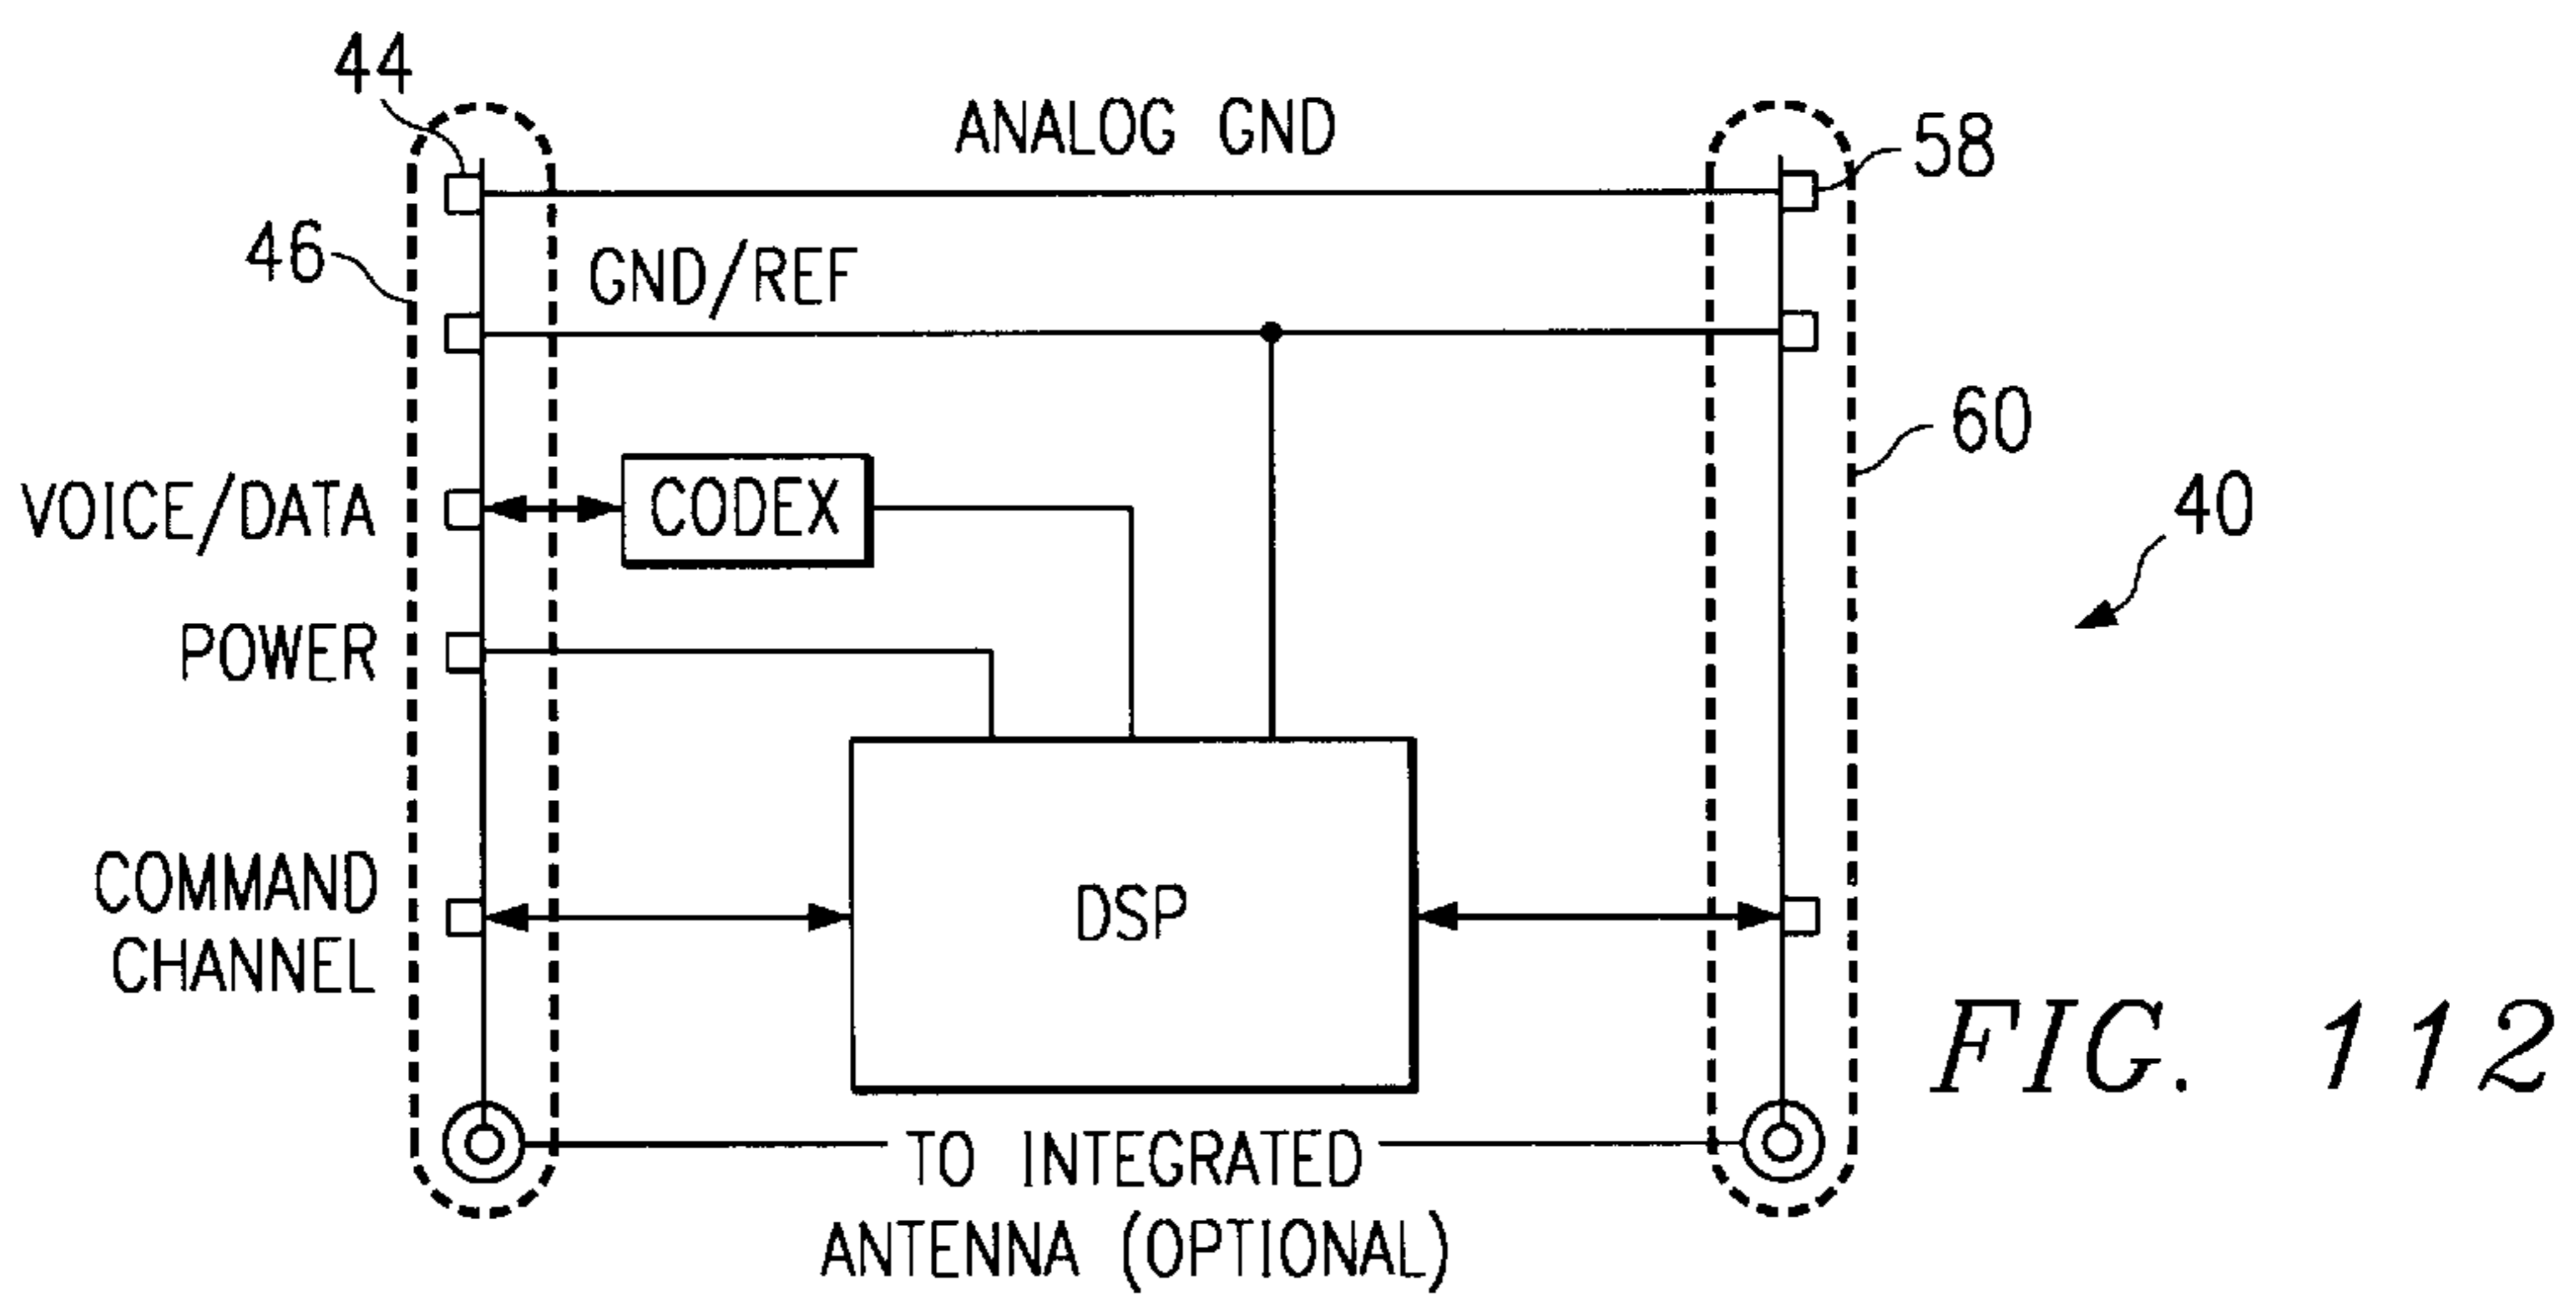 44
ANALOG GND
58
46
GND/REF
60
VOICE/DATA
CODEX
40
POWER
COMMAND
CHANNEL
DSP
FIG. 112
TO INTEGRATED
ANTENNA (OPTIONAL)